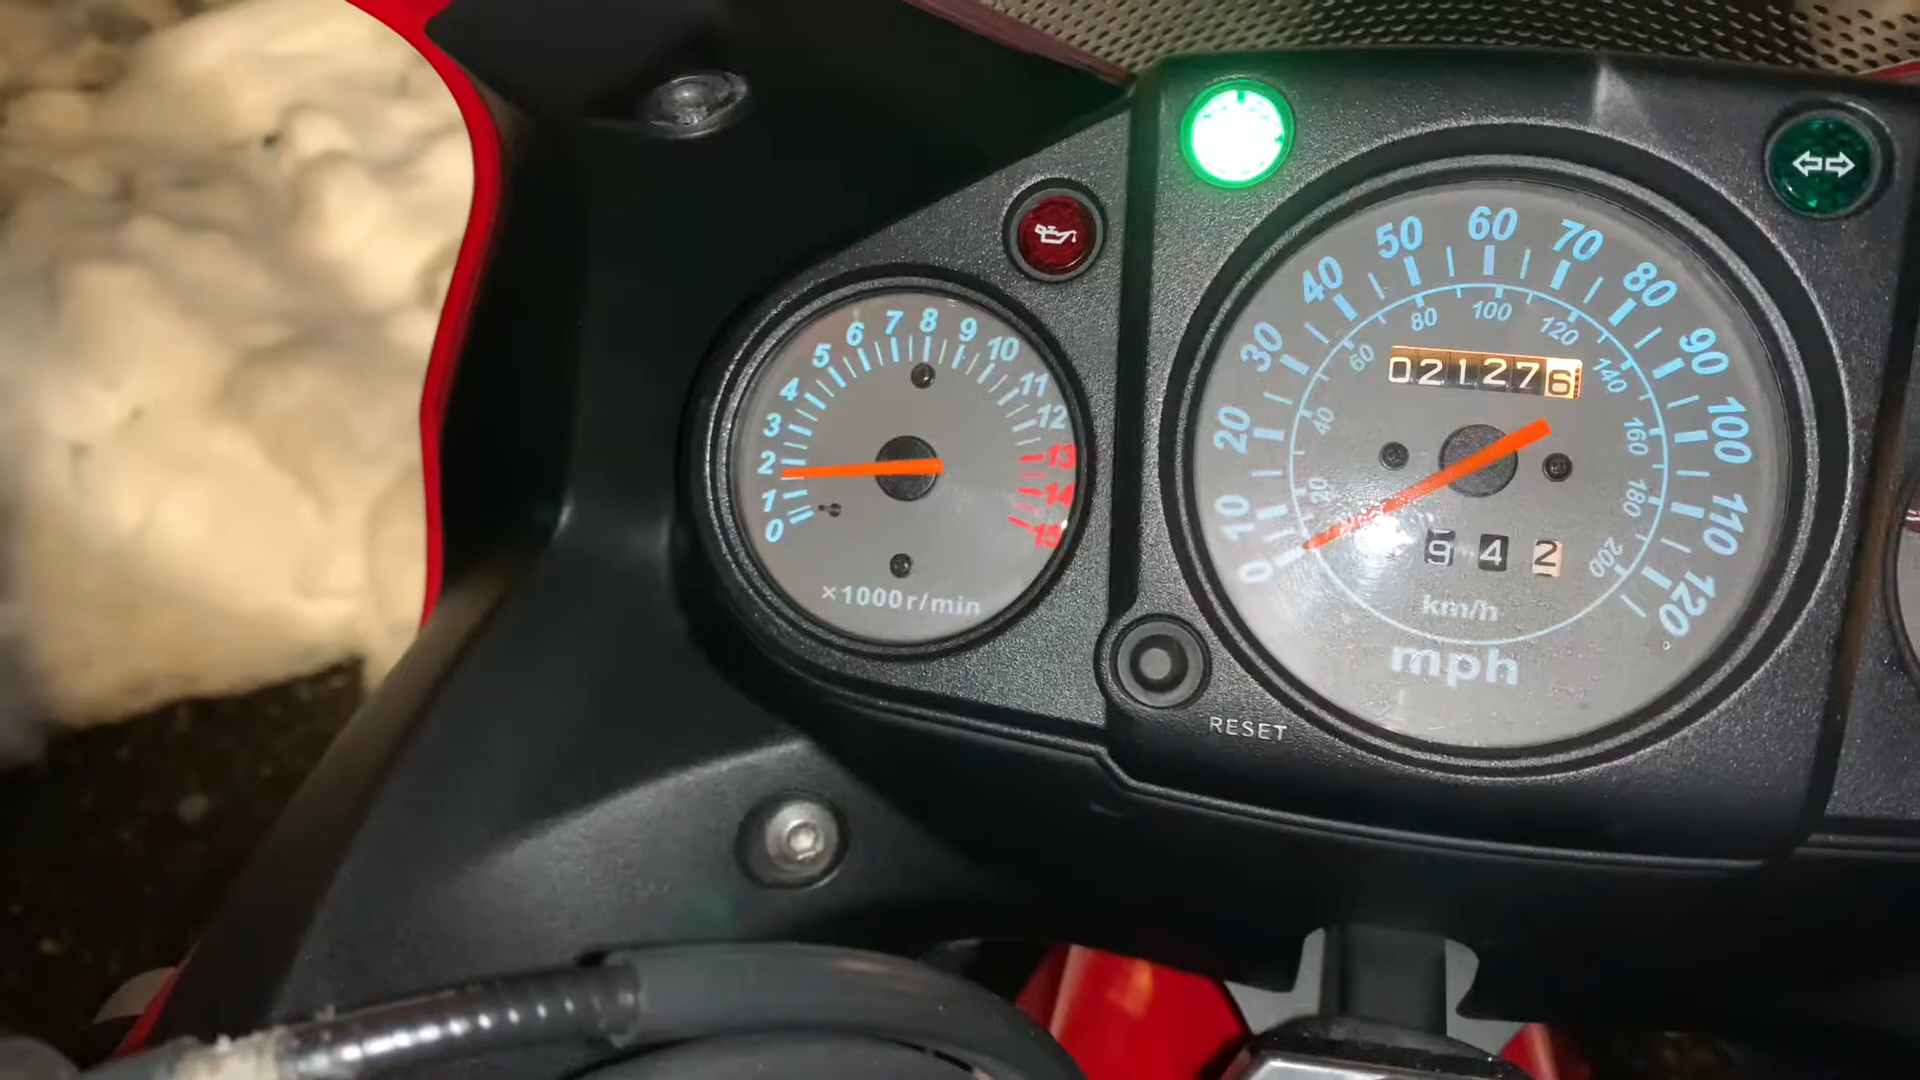 0 1 2 3 4 5 6 7 8 9 10 11 12 13 14 15
×1000r/min
0 10 20 30 40 50 60 70 80 90 100 110 120
20 40 60 80 100 120 140 160 180 200
021276
942
km/h
mph
RESET